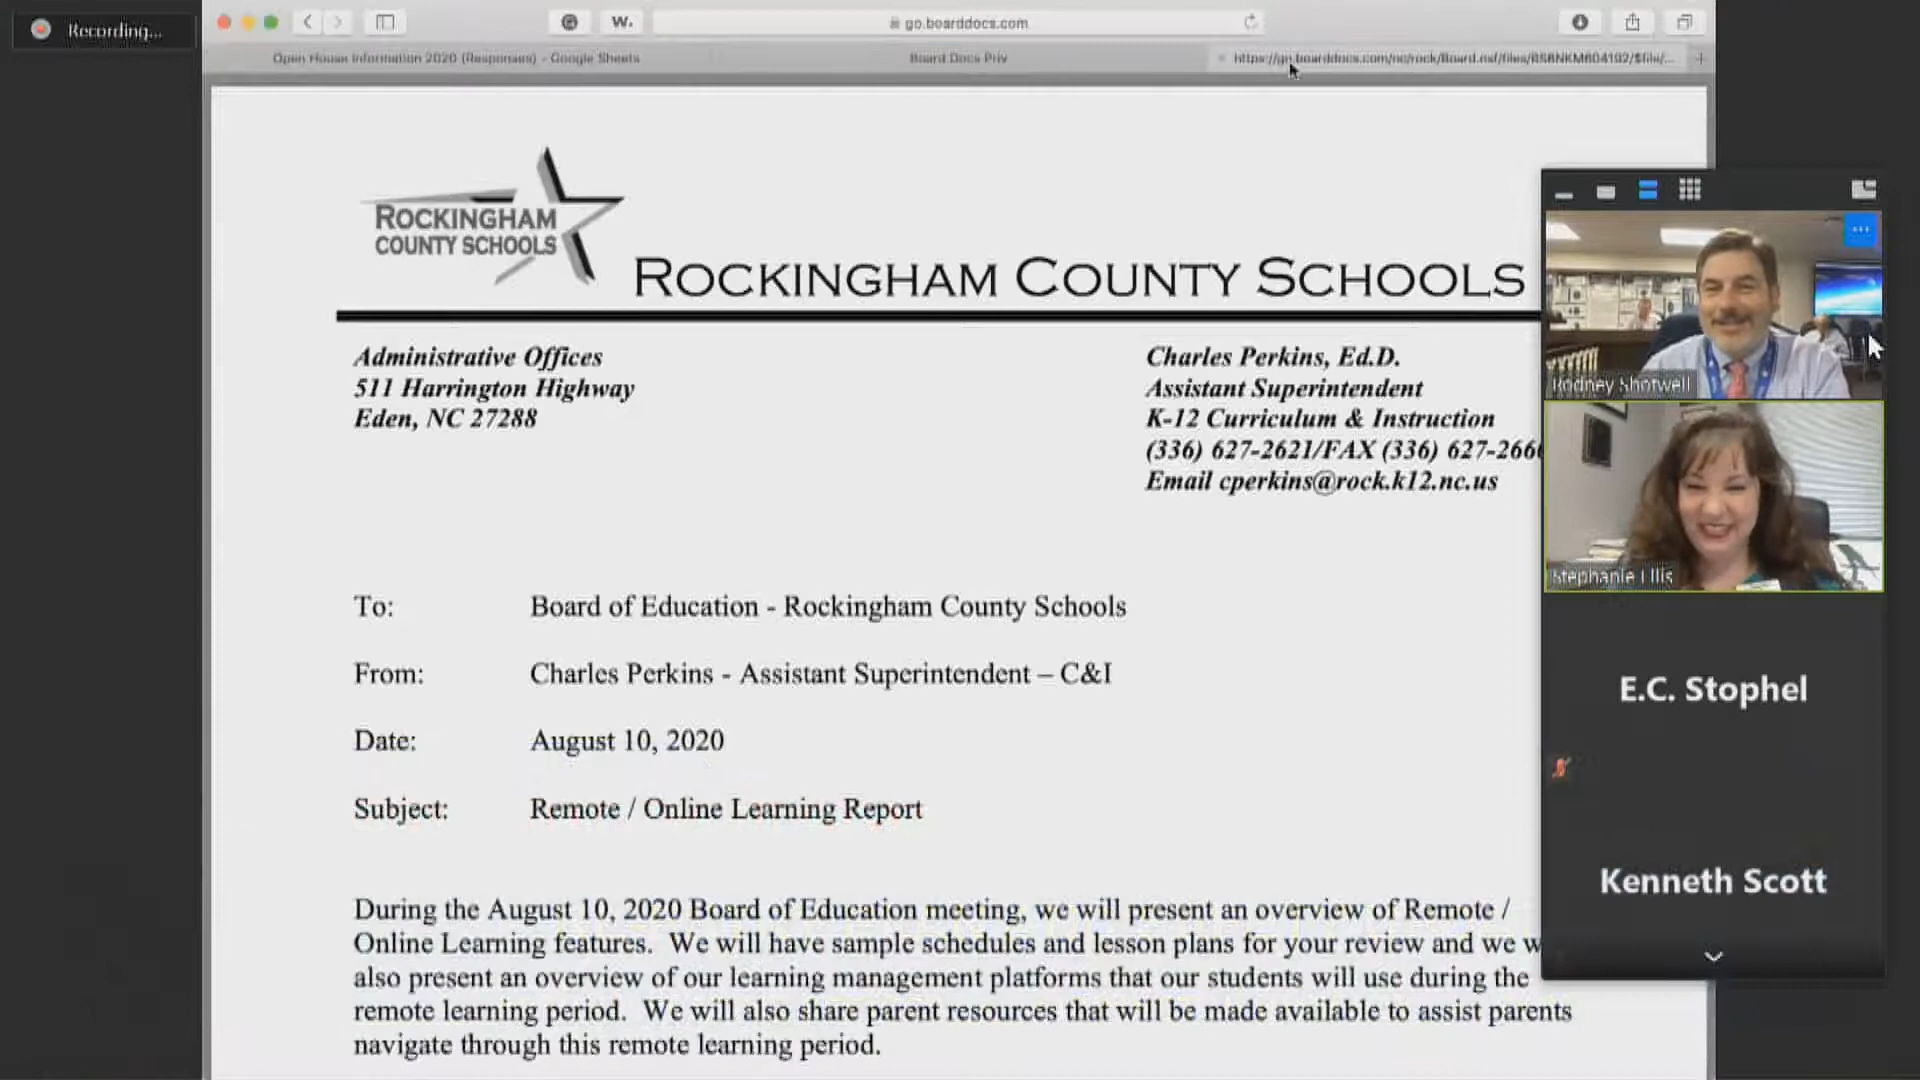 Recording...
W.
go.boarddocs.com
Open House Information 2020 (Responses) - Google Sheets
Board Docs Priv
ROCKINGHAM
COUNTY SCHOOLS
ROCKINGHAM COUNTY SCHOOLS
Administrative Offices
511 Harrington Highway
Eden, NC 27288
Charles Perkins, Ed.D.
Assistant Superintendent
K-12 Curriculum & Instruction
(336) 627-2621/FAX (336)
Email cperkins@rock.k12.nc.us
To: Board of Education - Rockingham County Schools
From: Charles Perkins - Assistant Superintendent – C&I
Date: August 10, 2020
Subject: Remote / Online Learning Report
During the August 10, 2020 Board of Education meeting, we will present an overview of Remote /
Online Learning features. We will have sample schedules and lesson plans for your review and we w
also present an overview of our learning management platforms that our students will use during the
remote learning period. We will also share parent resources that will be made available to assist parents
navigate through this remote learning period.
Rodney Shotwell
Stephanie Ellis
E.C. Stophel
Kenneth Scott